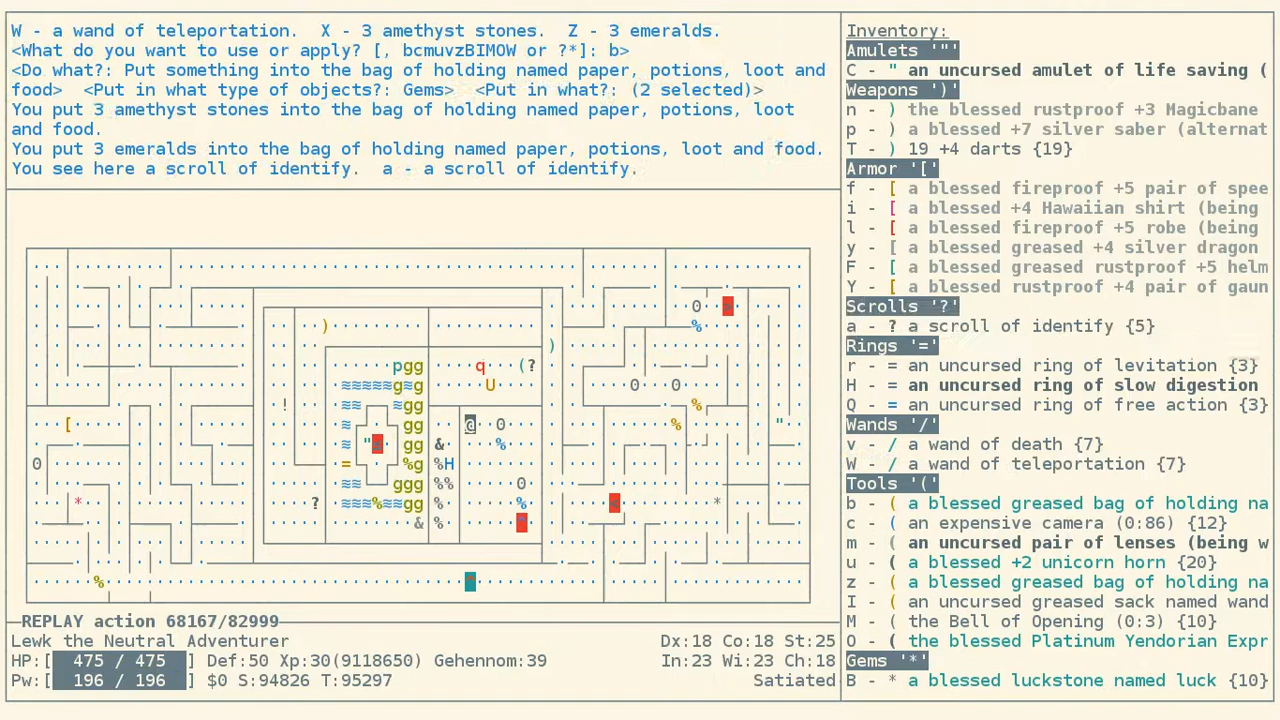 W - a wand of teleportation.  X - 3 amethyst stones.  Z - 3 emeralds.
<What do you want to use or apply? [, bcmuvzBIMOW or ?*]: b>
<Do what?: Put something into the bag of holding named paper, potions, loot and
food>  <Put in what type of objects?: Gems>  <Put in what?: (2 selected)>
You put 3 amethyst stones into the bag of holding named paper, potions, loot
and food.
You put 3 emeralds into the bag of holding named paper, potions, loot and food.
You see here a scroll of identify.  a - a scroll of identify.
REPLAY action 68167/82999
Lewk the Neutral Adventurer Dx:18 Co:18 St:25
HP:[ 475 / 475 ] Def:50 Xp:30(9118650) Gehennom:39 In:23 Wi:23 Ch:18
Pw:[ 196 / 196 ] $0 S:94826 T:95297 Satiated
Inventory:
Amulets '"'
C - " an uncursed amulet of life saving (
Weapons ')'
n - ) the blessed rustproof +3 Magicbane
p - ) a blessed +7 silver saber (alternat
T - ) 19 +4 darts {19}
Armor '['
f - [ a blessed fireproof +5 pair of spee
i - [ a blessed +4 Hawaiian shirt (being
l - [ a blessed fireproof +5 robe (being
y - [ a blessed greased +4 silver dragon
F - [ a blessed greased rustproof +5 helm
Y - [ a blessed rustproof +4 pair of gaun
Scrolls '?'
a - ? a scroll of identify {5}
Rings '='
r - = an uncursed ring of levitation {3}
H - = an uncursed ring of slow digestion
Q - = an uncursed ring of free action {3}
Wands '/'
v - / a wand of death {7}
W - / a wand of teleportation {7}
Tools '('
b - ( a blessed greased bag of holding na
c - ( an expensive camera (0:86) {12}
m - ( an uncursed pair of lenses (being w
u - ( a blessed +2 unicorn horn {20}
z - ( a blessed greased bag of holding na
I - ( an uncursed greased sack named wand
M - ( the Bell of Opening (0:3) {10}
O - ( the blessed Platinum Yendorian Expr
Gems '*'
B - * a blessed luckstone named luck {10}